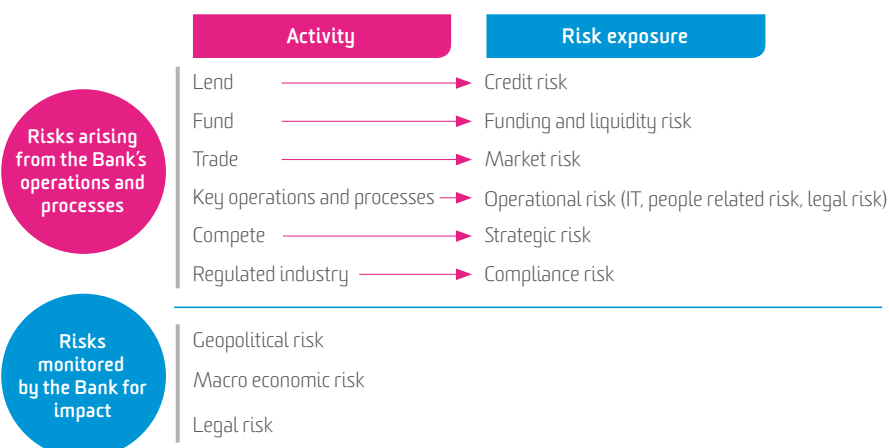 Activity
Risk exposure
Risks arising
from the Bank's
operations and
processes
Lend
Credit risk
Fund
Funding and liquidity risk
Trade
Market risk
Key operations and processes
Operational risk (IT, people related risk, legal risk)
Compete
Strategic risk
Regulated industry
Compliance risk
Risks
monitored
by the Bank for
impact
Geopolitical risk
Macro economic risk
Legal risk